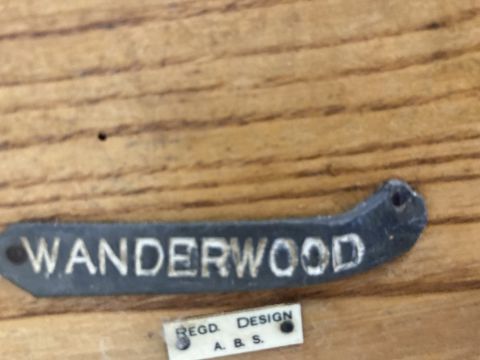 WANDERWOOD
REGD. DESIGN
A. B. S.